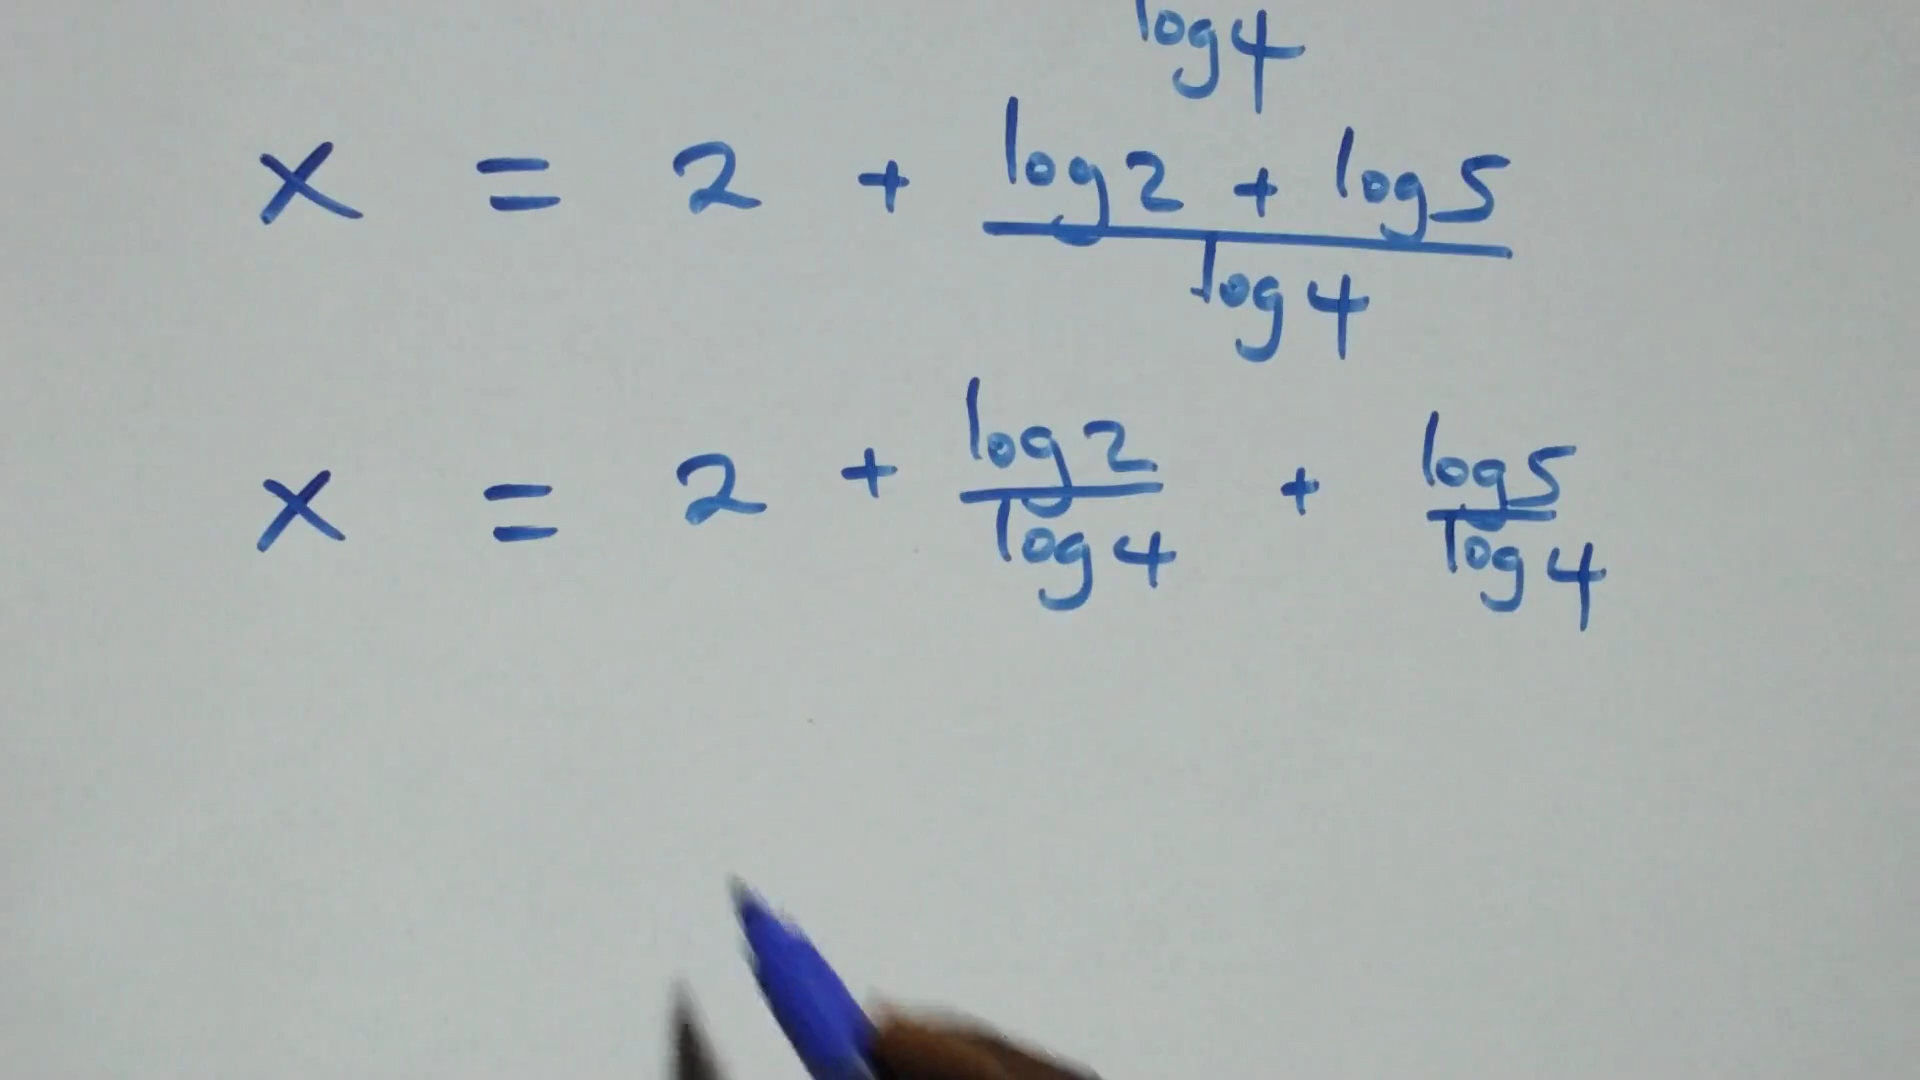 log4
x = 2 + (log2 + log5)/log4
x = 2 + log2/log4 + log5/log4